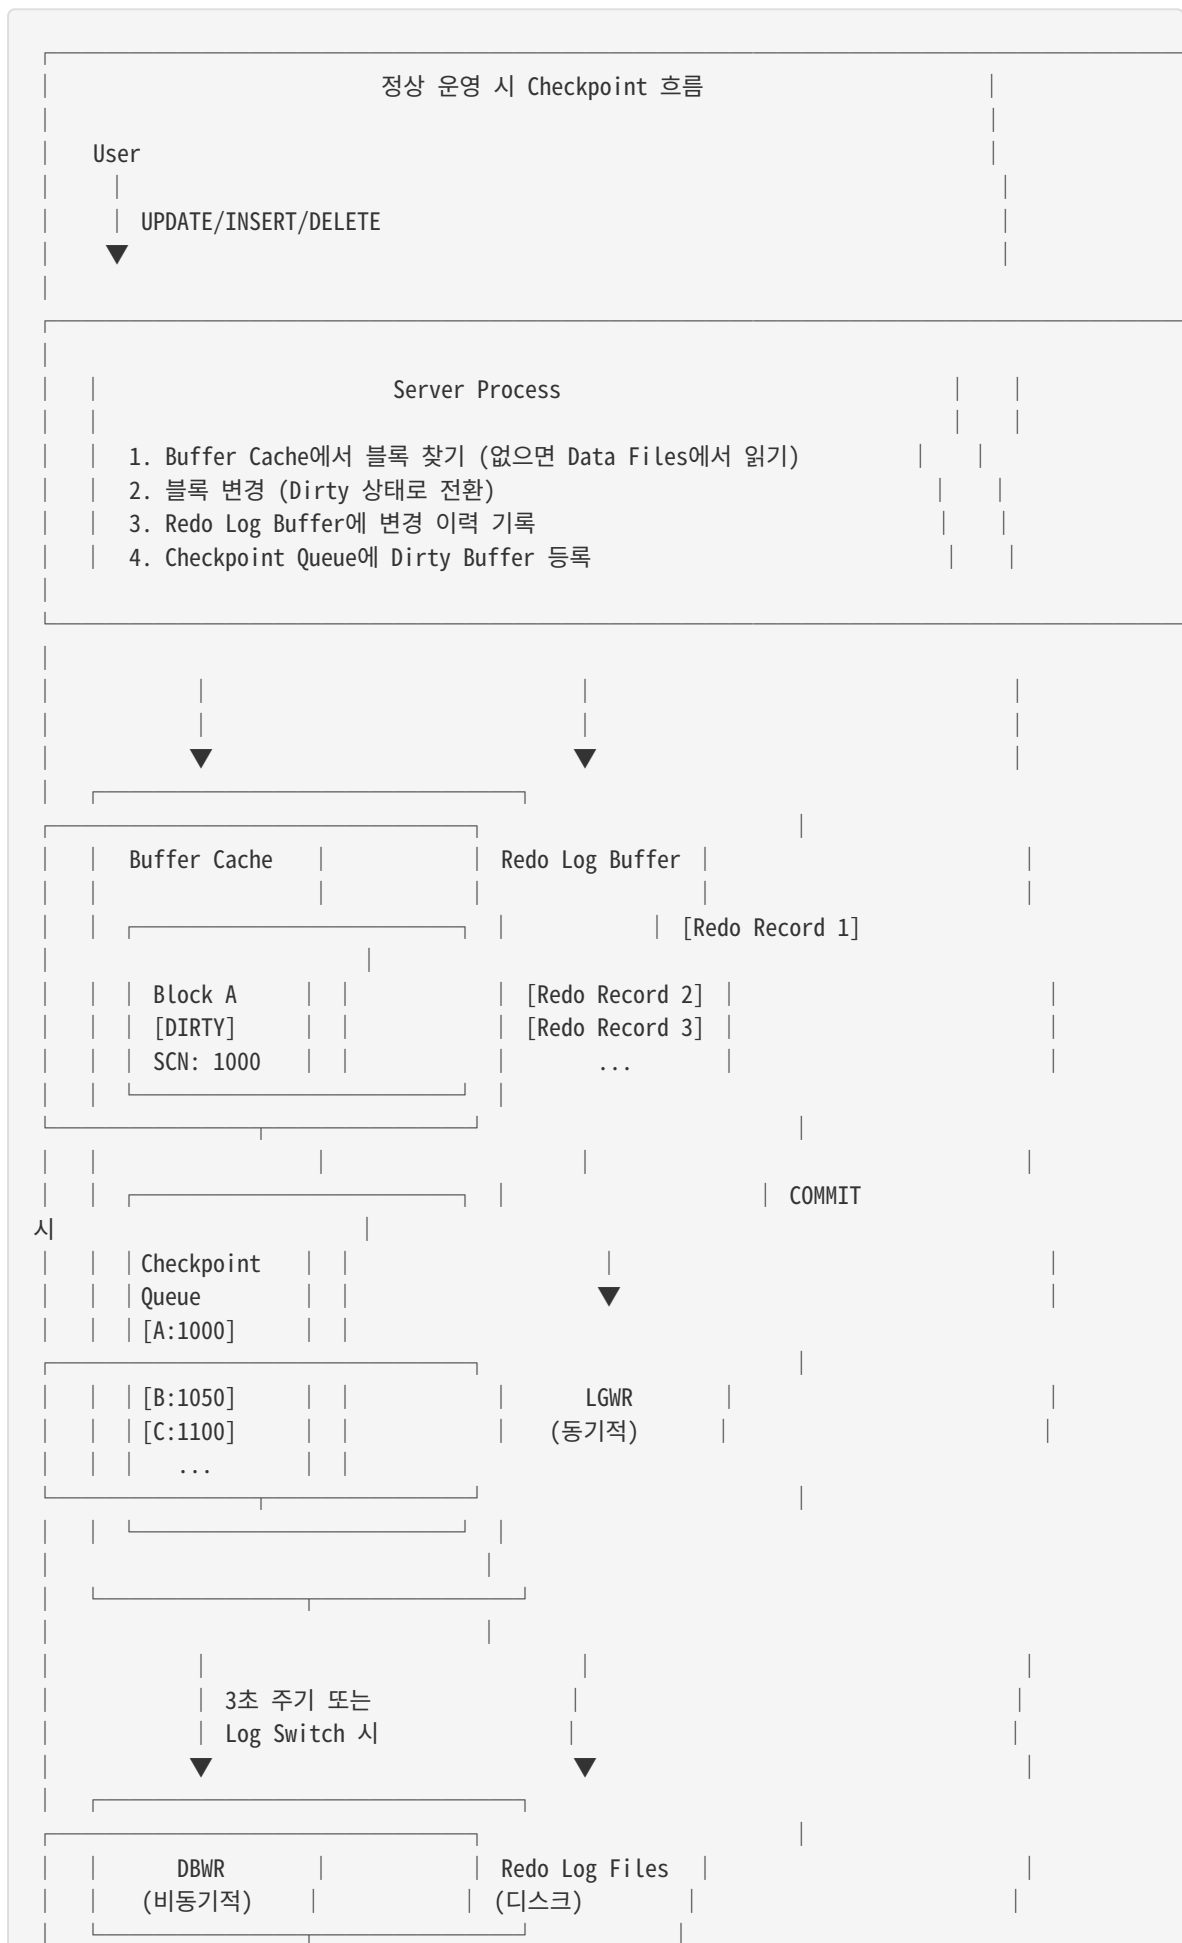 정상 운영 시 Checkpoint 흐름
User
UPDATE/INSERT/DELETE
Server Process
1. Buffer Cache에서 블록 찾기 (없으면 Data Files에서 읽기)
2. 블록 변경 (Dirty 상태로 전환)
3. Redo Log Buffer에 변경 이력 기록
4. Checkpoint Queue에 Dirty Buffer 등록
Buffer Cache Redo Log Buffer
[Redo Record 1]
Block A [Redo Record 2]
[DIRTY] [Redo Record 3]
SCN: 1000 ...
COMMIT
시
Checkpoint
Queue
[A:1000]
[B:1050] LGWR
[C:1100] (동기적)
...
3초 주기 또는
Log Switch 시
DBWR Redo Log Files
(비동기적) (디스크)